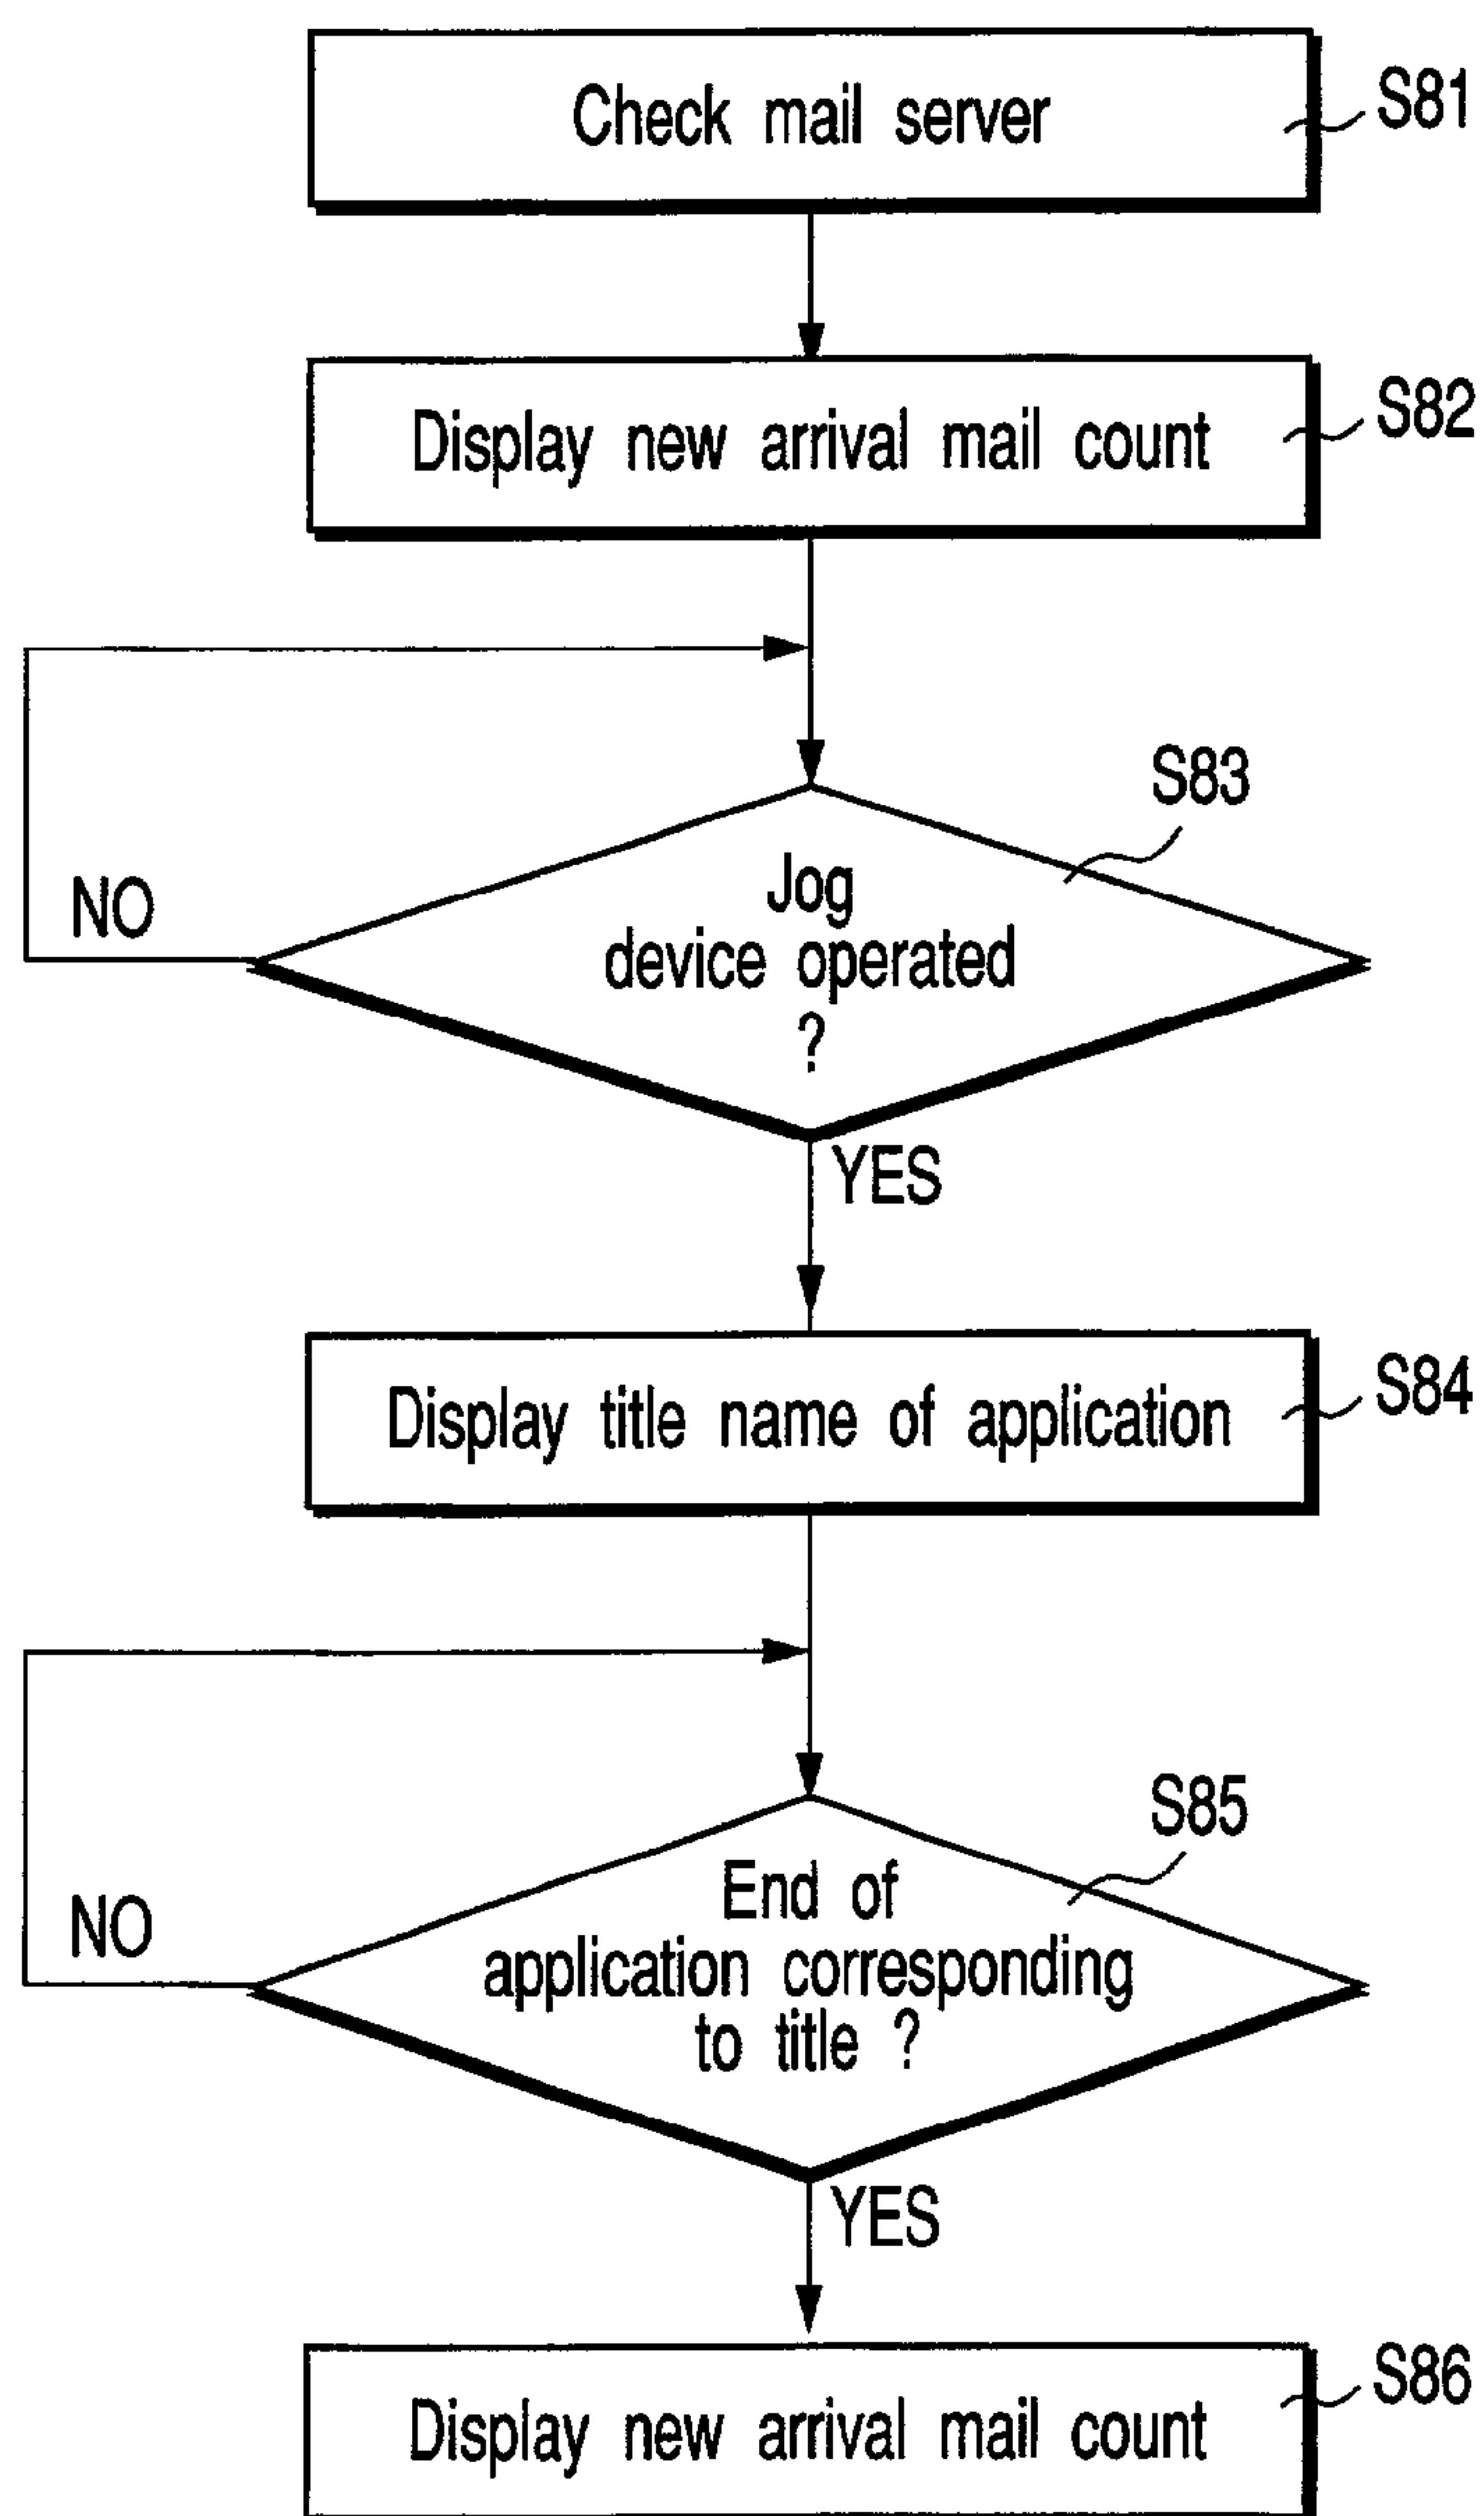 Check mail server
S81
Display new arrival mail count
S82
S83
Jog
device operated
?
NO
YES
Display title name of application
S84
S85
End of
application corresponding
to title ?
NO
YES
Display new arrival mail count
S86